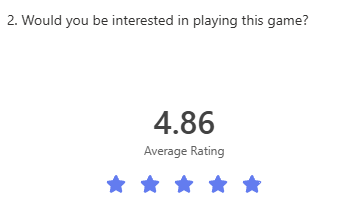 2. Would you be interested in playing this game?
4.86
Average Rating